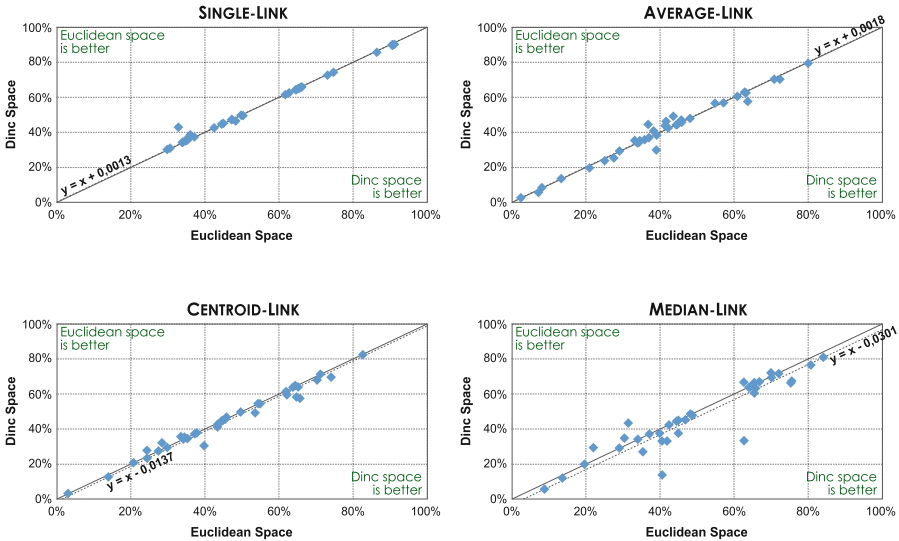 SINGLE-LINK
100%
80%
60%
40%
20%
0%
Dinc Space
Euclidean space
is better
y = x + 0,0013
Dinc space
is better
0%
20%
40%
60%
80%
100%
Euclidean Space
AVERAGE-LINK
100%
80%
60%
40%
20%
0%
Dinc Space
Euclidean space
is better
y = x + 0,0018
Dinc space
is better
0%
20%
40%
60%
80%
100%
Euclidean Space
CENTROID-LINK
100%
80%
60%
40%
20%
0%
Dinc Space
Euclidean space
is better
y = x - 0,0137
Dinc space
is better
0%
20%
40%
60%
80%
100%
Euclidean Space
MEDIAN-LINK
100%
80%
60%
40%
20%
0%
Dinc Space
Euclidean space
is better
y = x - 0,0301
Dinc space
is better
0%
20%
40%
60%
80%
100%
Euclidean Space